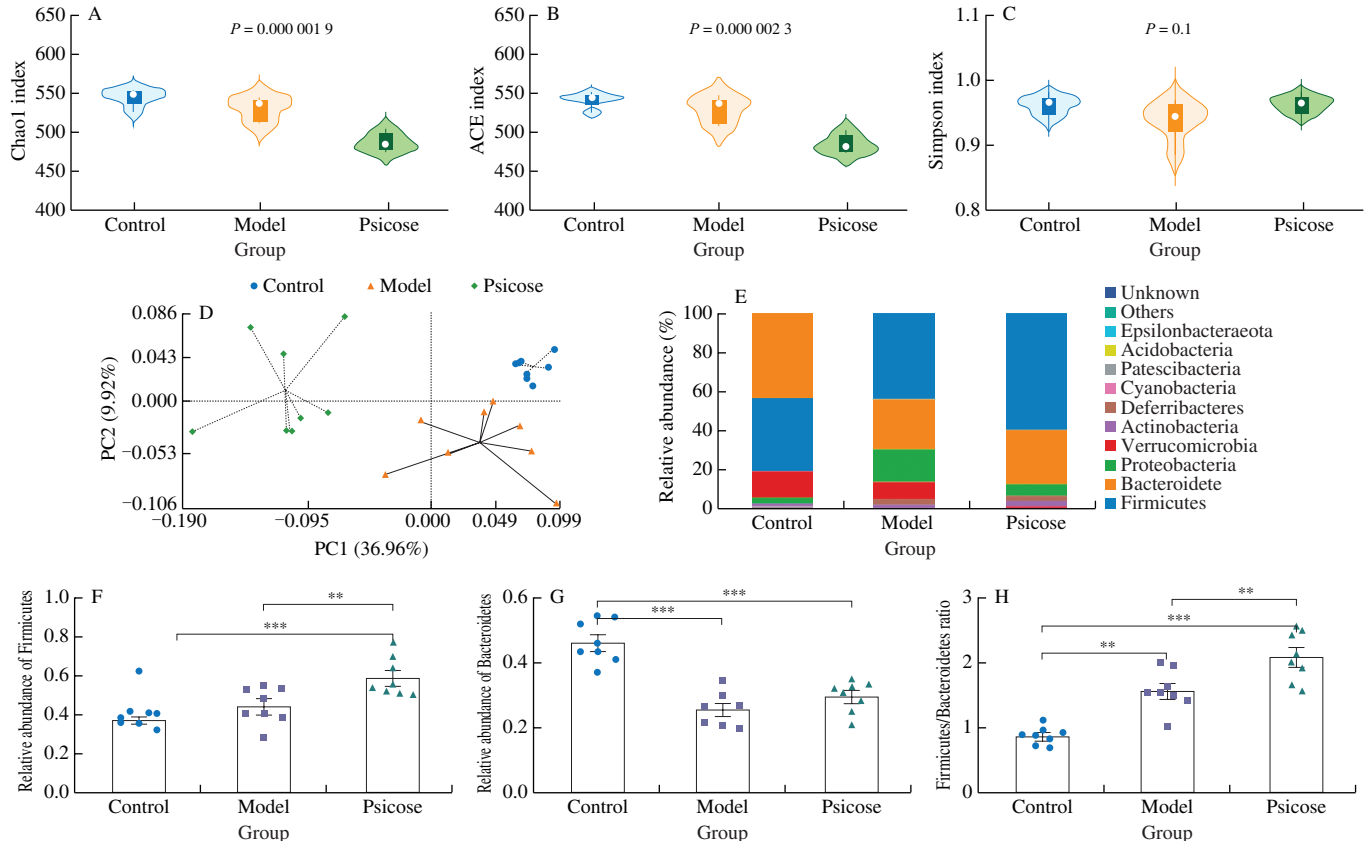 A
P = 0.000 001 9
650
600
550
500
450
400
Chao1 index
Control Model Psicose
Group
B
P = 0.000 002 3
650
600
550
500
450
400
ACE index
Control Model Psicose
Group
C
P = 0.1
1.1
1.0
0.9
0.8
Simpson index
Control Model Psicose
Group
Control Model Psicose
D
0.086
0.043
0.000
−0.053
−0.106
PC2 (9.92%)
−0.190 −0.095 0.000 0.049 0.099
PC1 (36.96%)
E
100
80
60
40
20
0
Relative abundance (%)
Control Model Psicose
Group
Unknown
Others
Epsilonbacteraeota
Acidobacteria
Patescibacteria
Cyanobacteria
Deferribacteres
Actinobacteria
Verrucomicrobia
Proteobacteria
Bacteroidete
Firmicutes
F
**
***
1.0
0.8
0.6
0.4
0.2
0.0
Relative abundance of Firmicutes
Control Model Psicose
Group
G
***
***
0.6
0.4
0.2
0.0
Relative abundance of Bacteroidetes
Control Model Psicose
Group
H
**
***
**
3
2
1
0
Firmicutes/Bacteroidetes ratio
Control Model Psicose
Group